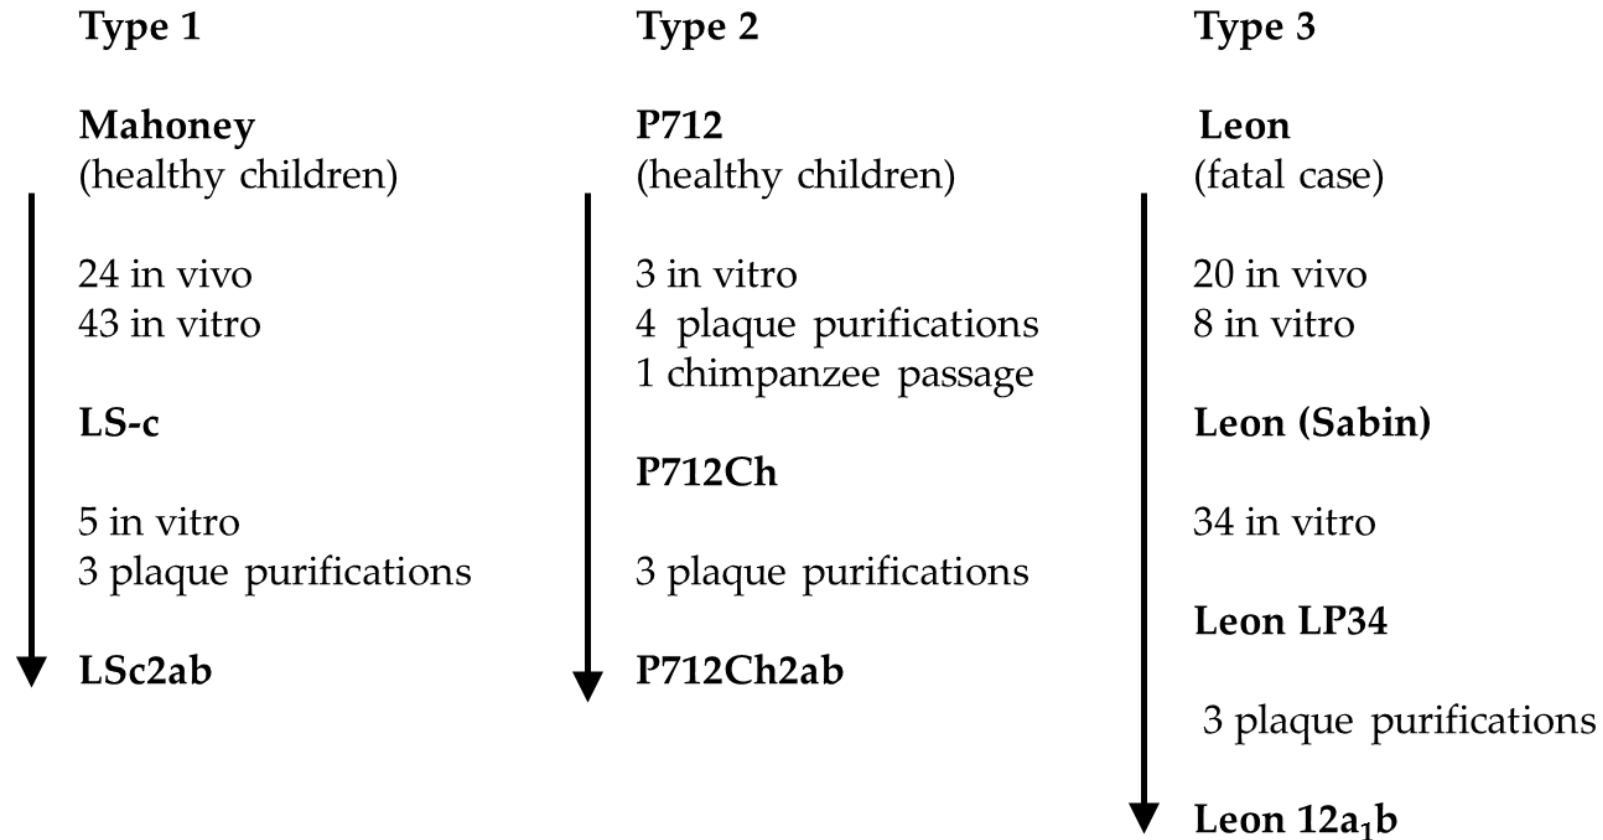 Type 1
Mahoney
(healthy children)
24 in vivo
43 in vitro
LS-c
5 in vitro
3 plaque purifications
LSc2ab
Type 2
P712
(healthy children)
3 in vitro
4 plaque purifications
1 chimpanzee passage
P712Ch
3 plaque purifications
P712Ch2ab
Type 3
Leon
(fatal case)
20 in vivo
8 in vitro
Leon (Sabin)
34 in vitro
Leon LP34
3 plaque purifications
Leon 12a₁b